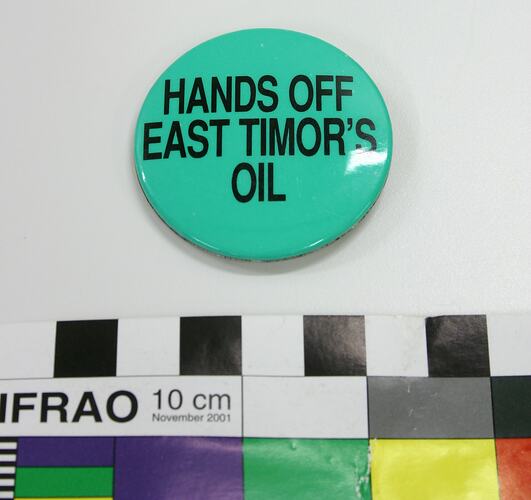 HANDS OFF
EAST TIMOR'S
OIL
IFRAO 10 cm
November 2001